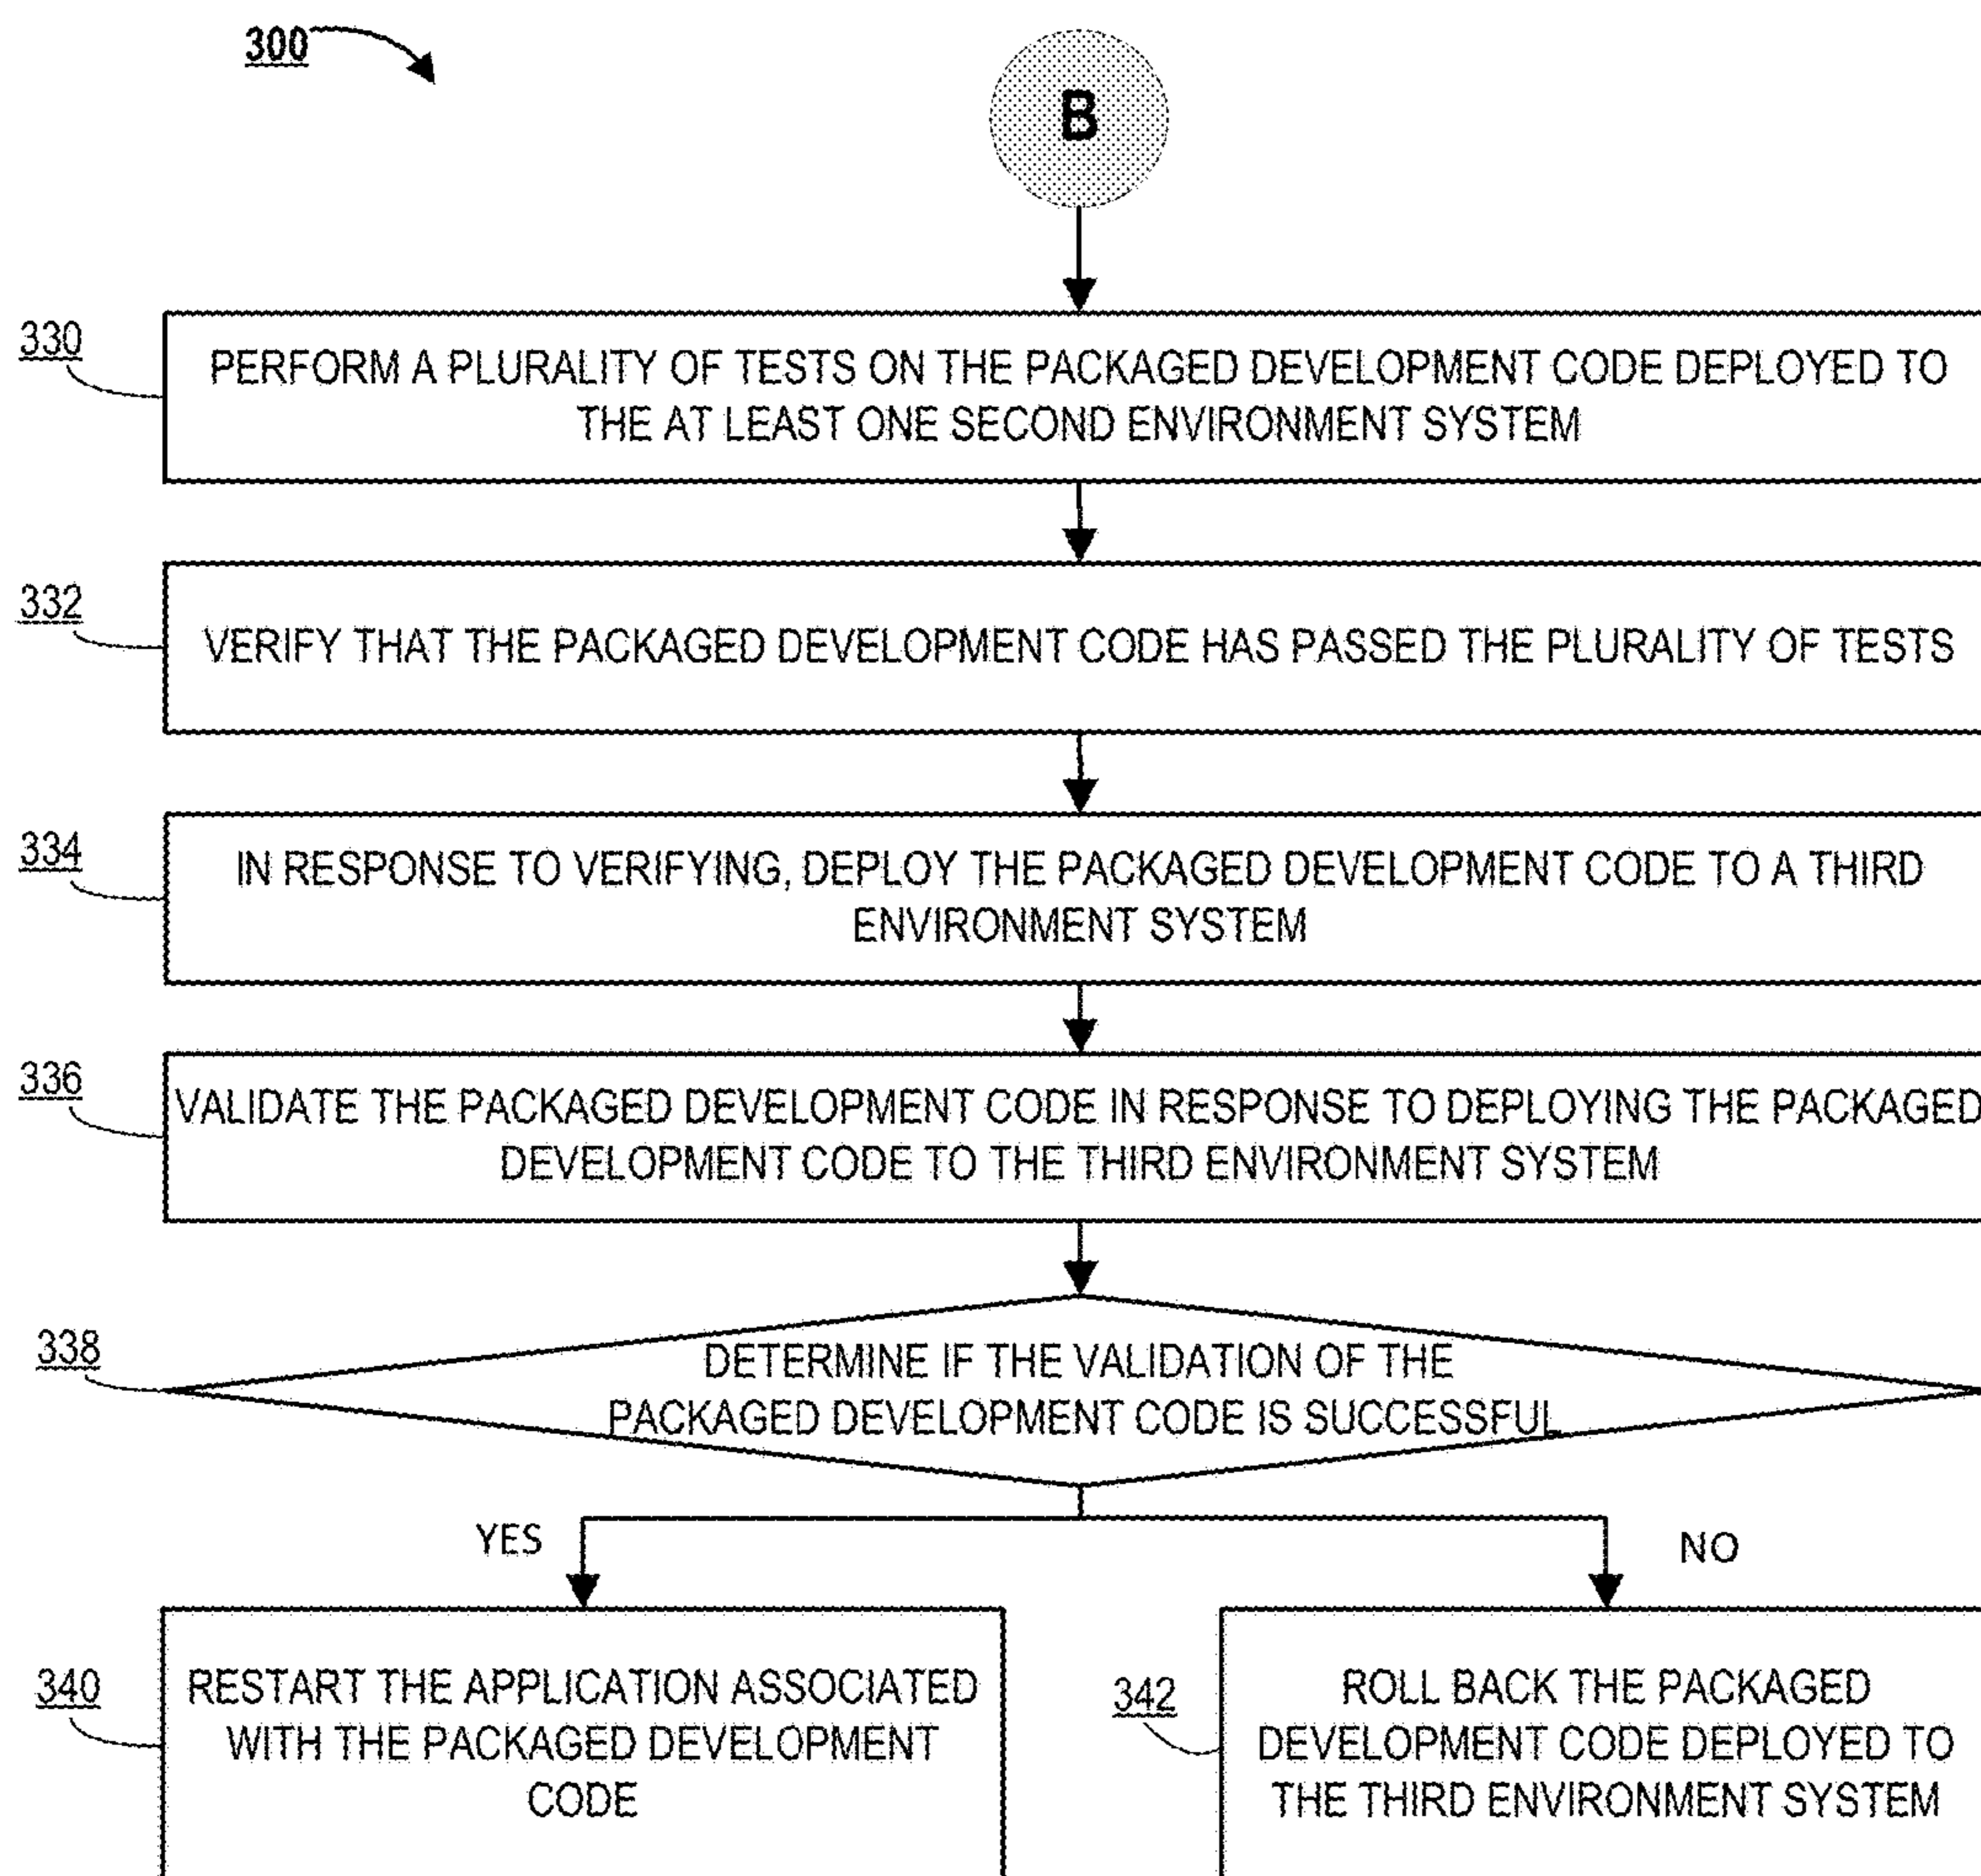 300
B
330
PERFORM A PLURALITY OF TESTS ON THE PACKAGED DEVELOPMENT CODE DEPLOYED TO
THE AT LEAST ONE SECOND ENVIRONMENT SYSTEM
332
VERIFY THAT THE PACKAGED DEVELOPMENT CODE HAS PASSED THE PLURALITY OF TESTS
334
IN RESPONSE TO VERIFYING, DEPLOY THE PACKAGED DEVELOPMENT CODE TO A THIRD
ENVIRONMENT SYSTEM
336
VALIDATE THE PACKAGED DEVELOPMENT CODE IN RESPONSE TO DEPLOYING THE PACKAGED
DEVELOPMENT CODE TO THE THIRD ENVIRONMENT SYSTEM
338
DETERMINE IF THE VALIDATION OF THE
PACKAGED DEVELOPMENT CODE IS SUCCESSFUL
YES
NO
340
RESTART THE APPLICATION ASSOCIATED
WITH THE PACKAGED DEVELOPMENT
CODE
342
ROLL BACK THE PACKAGED
DEVELOPMENT CODE DEPLOYED TO
THE THIRD ENVIRONMENT SYSTEM